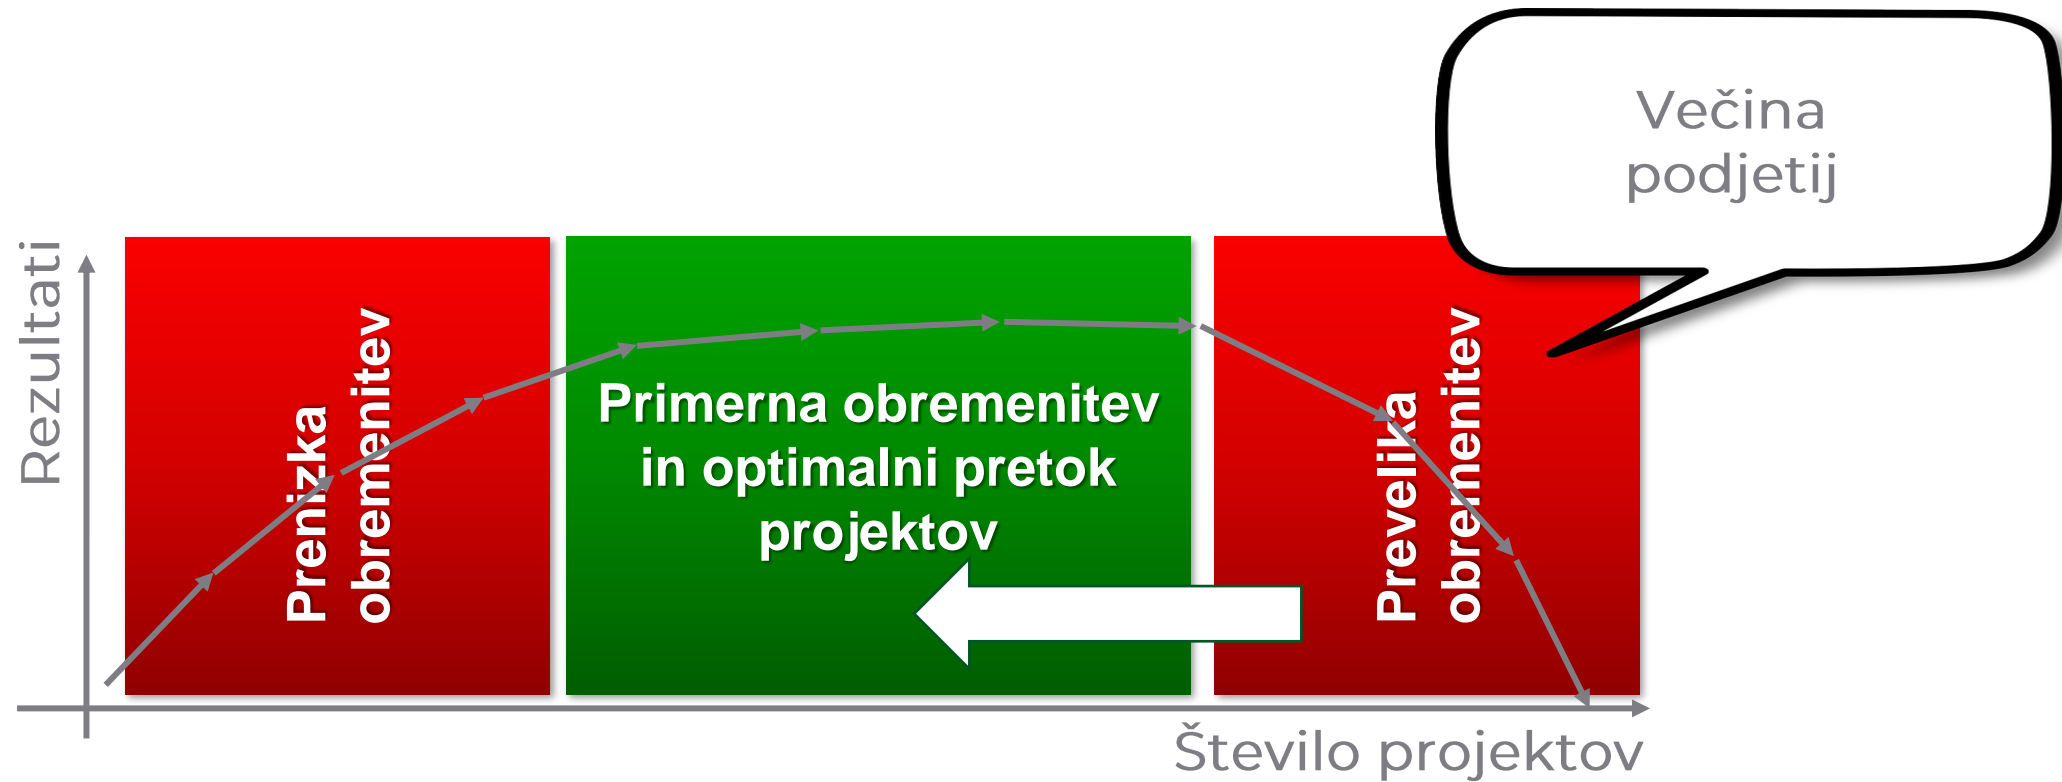 Večina
podjetij
Rezultati
Prenizka
obremenitev
Primerna obremenitev
in optimalni pretok
projektov
Prevelika
obremenitev
Število projektov